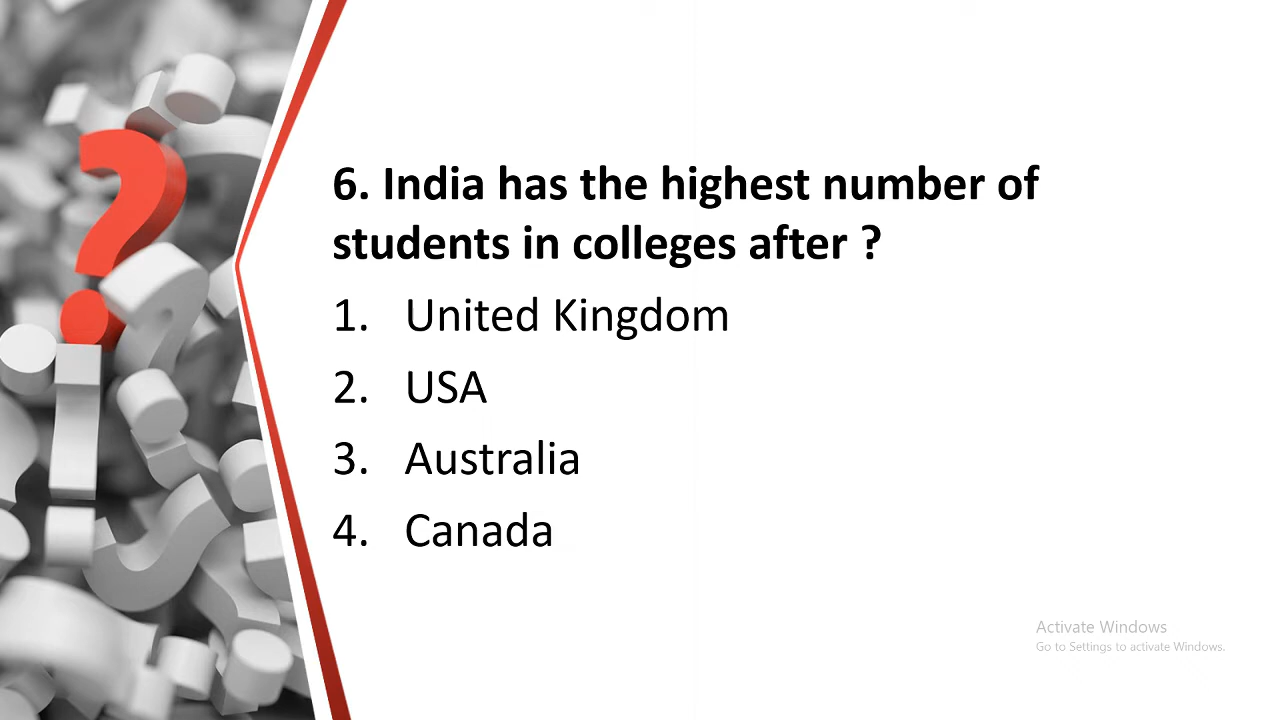 6. India has the highest number of
students in colleges after ?
1. United Kingdom
2. USA
3. Australia
4. Canada
Activate Windows
Go to Settings to activate Windows.